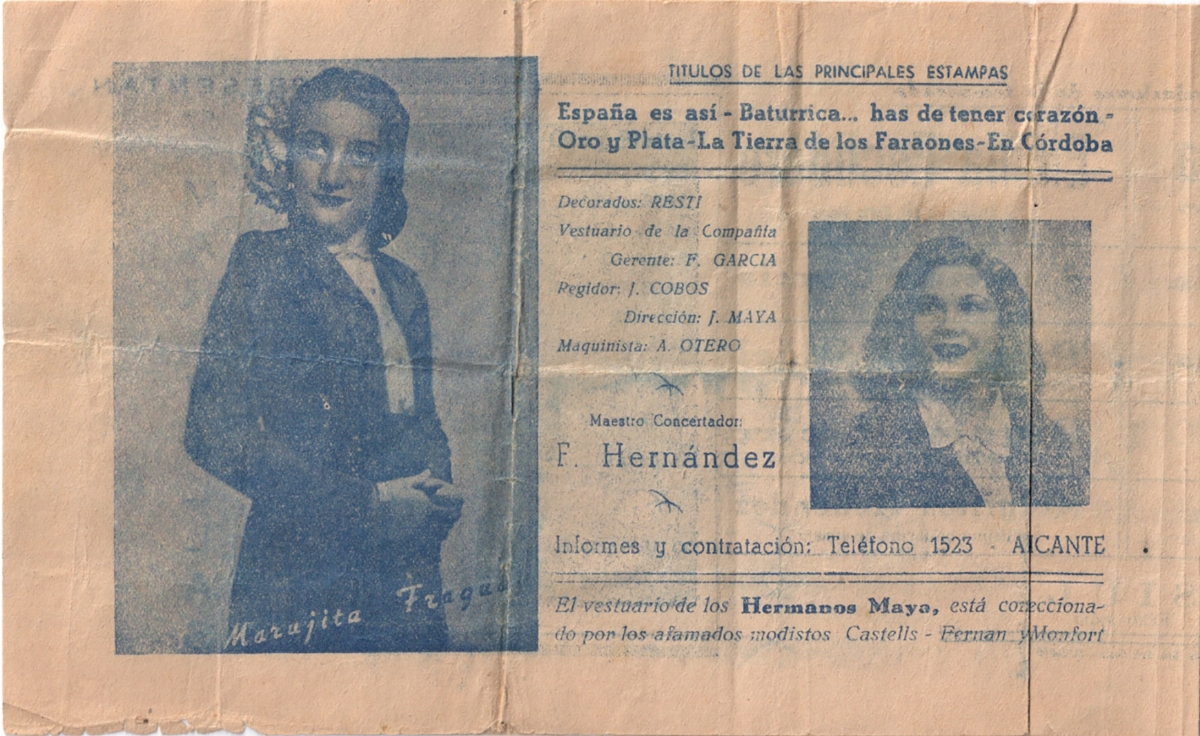 Marujita Fraguas
TITULOS DE LAS PRINCIPALES ESTAMPAS
España es así - Baturrica... has de tener corazón -
Oro y Plata-La Tierra de los Faraones-En Córdoba
Decorados: RESTI
Vestuario de la Compañía
Gerente: F. GARCIA
Regidor: J. COBOS
Dirección: J. MAYA
Maquinista: A. OTERO
Maestro Concertador:
F. Hernández
Informes y contratación: Teléfono 1523 - ALICANTE
El vestuario de los Hermanos Maya, está confecciona-
do por los afamados modistos Castells - Fernan y Monfort